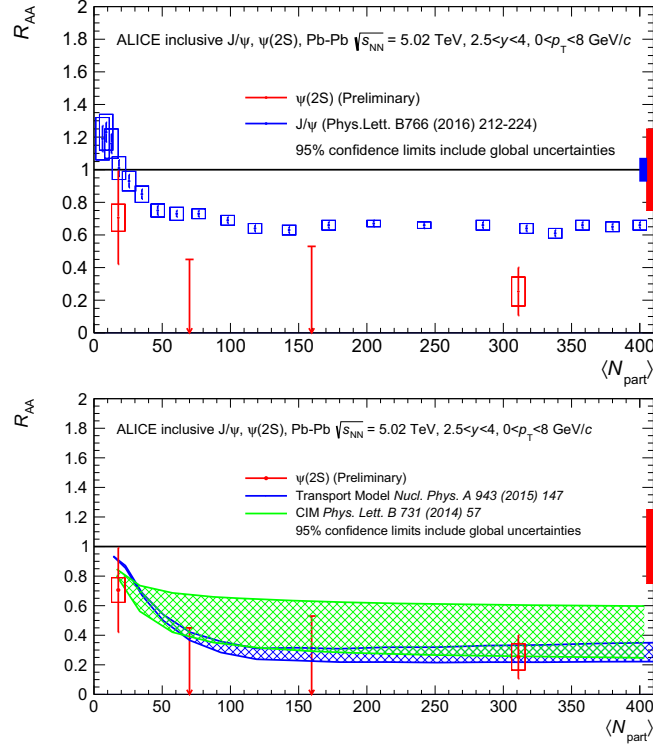 R_AA
2
1.8
1.6
1.4
1.2
1
0.8
0.6
0.4
0.2
0
ALICE inclusive J/ψ, ψ(2S), Pb-Pb √s_NN = 5.02 TeV, 2.5<y<4, 0<p_T<8 GeV/c
ψ(2S) (Preliminary)
J/ψ (Phys.Lett. B766 (2016) 212-224)
95% confidence limits include global uncertainties
0 50 100 150 200 250 300 350 400
⟨N_part⟩
R_AA
2
1.8
1.6
1.4
1.2
1
0.8
0.6
0.4
0.2
0
ALICE inclusive J/ψ, ψ(2S), Pb-Pb √s_NN = 5.02 TeV, 2.5<y<4, 0<p_T<8 GeV/c
ψ(2S) (Preliminary)
Transport Model Nucl. Phys. A 943 (2015) 147
CIM Phys. Lett. B 731 (2014) 57
95% confidence limits include global uncertainties
0 50 100 150 200 250 300 350 400
⟨N_part⟩